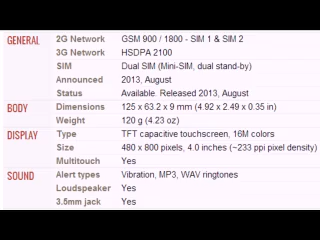 GENERAL 2G Network GSM 900 / 1800 - SIM 1 & SIM 2
3G Network HSDPA 2100
SIM Dual SIM (Mini-SIM, dual stand-by)
Announced 2013, August
Status Available. Released 2013, August
BODY Dimensions 125 x 63.2 x 9 mm (4.92 x 2.49 x 0.35 in)
Weight 120 g (4.23 oz)
DISPLAY Type TFT capacitive touchscreen, 16M colors
Size 480 x 800 pixels, 4.0 inches (~233 ppi pixel density)
Multitouch Yes
SOUND Alert types Vibration, MP3, WAV ringtones
Loudspeaker Yes
3.5mm jack Yes